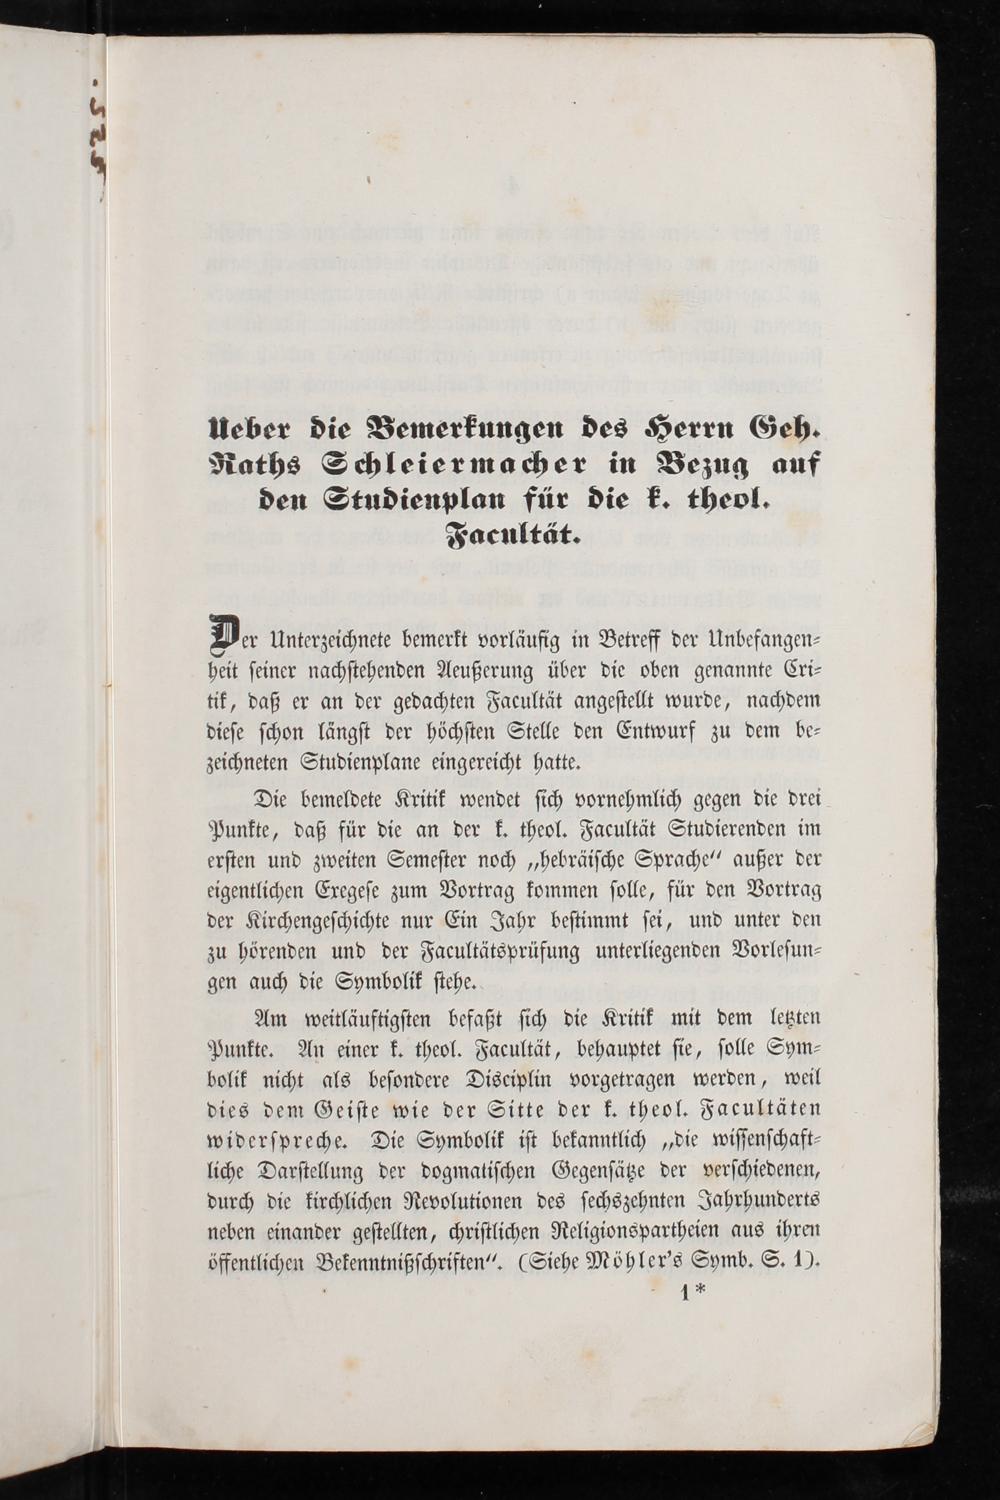 .525
Ueber die Bemerkungen des Herrn Geh.
Raths Schleiermacher in Bezug auf
den Studienplan für die k. theol.
Facultät.
Der Unterzeichnete bemerkt vorläufig in Betreff der Unbefangen-
heit seiner nachstehenden Aeußerung über die oben genannte Cri-
tik, daß er an der gedachten Facultät angestellt wurde, nachdem
diese schon längst der höchsten Stelle den Entwurf zu dem be-
zeichneten Studienplane eingereicht hatte.
Die bemeldete Kritik wendet sich vornehmlich gegen die drei
Punkte, daß für die an der k. theol. Facultät Studierenden im
ersten und zweiten Semester noch „hebräische Sprache“ außer der
eigentlichen Exegese zum Vortrag kommen solle, für den Vortrag
der Kirchengeschichte nur Ein Jahr bestimmt sei, und unter den
zu hörenden und der Facultätsprüfung unterliegenden Vorlesun-
gen auch die Symbolik stehe.
Am weitläuftigsten befaßt sich die Kritik mit dem letzten
Punkte. An einer k. theol. Facultät, behauptet sie, solle Sym-
bolik nicht als besondere Disciplin vorgetragen werden, weil
dies dem Geiste wie der Sitte der k. theol. Facultäten
widerspreche. Die Symbolik ist bekanntlich „die wissenschaft-
liche Darstellung der dogmatischen Gegensätze der verschiedenen,
durch die kirchlichen Revolutionen des sechszehnten Jahrhunderts
neben einander gestellten, christlichen Religionspartheien aus ihren
öffentlichen Bekenntnißschriften“. (Siehe Möhler's Symb. S. 1).
1*